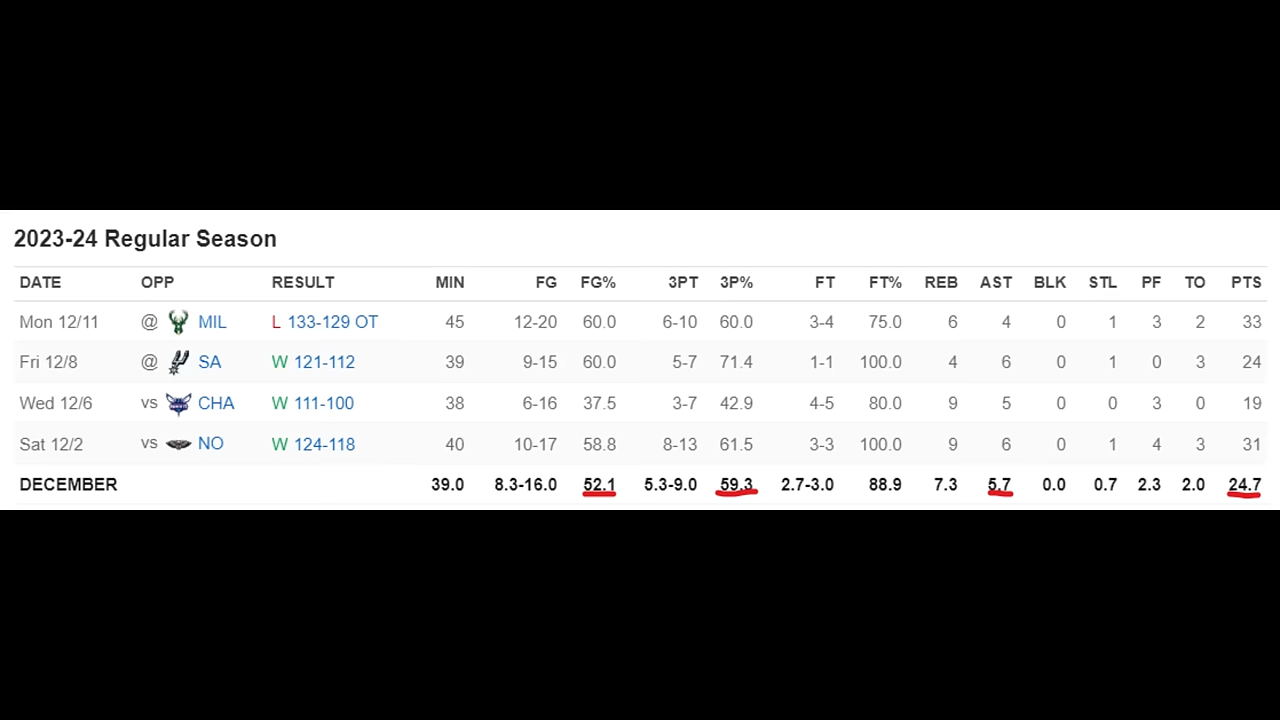 2023-24 Regular Season
DATE OPP RESULT MIN FG FG% 3PT 3P% FT FT% REB AST BLK STL PF TO PTS
Mon 12/11 @ MIL L 133-129 OT 45 12-20 60.0 6-10 60.0 3-4 75.0 6 4 0 1 3 2 33
Fri 12/8 @ SA W 121-112 39 9-15 60.0 5-7 71.4 1-1 100.0 4 6 0 1 0 3 24
Wed 12/6 vs CHA W 111-100 38 6-16 37.5 3-7 42.9 4-5 80.0 9 5 0 0 3 0 19
Sat 12/2 vs NO W 124-118 40 10-17 58.8 8-13 61.5 3-3 100.0 9 6 0 1 4 3 31
DECEMBER 39.0 8.3-16.0 52.1 5.3-9.0 59.3 2.7-3.0 88.9 7.3 5.7 0.0 0.7 2.3 2.0 24.7